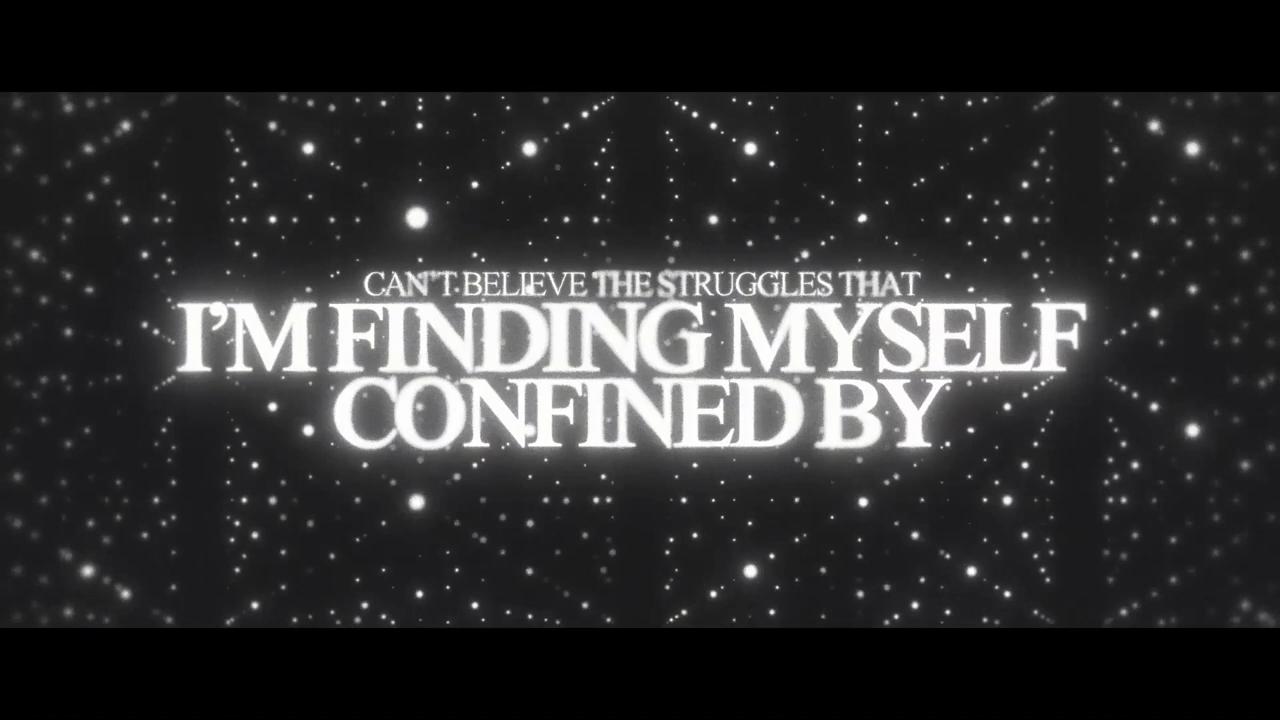 CAN'T BELIEVE THE STRUGGLES THAT
I'M FINDING MYSELF
CONFINED BY